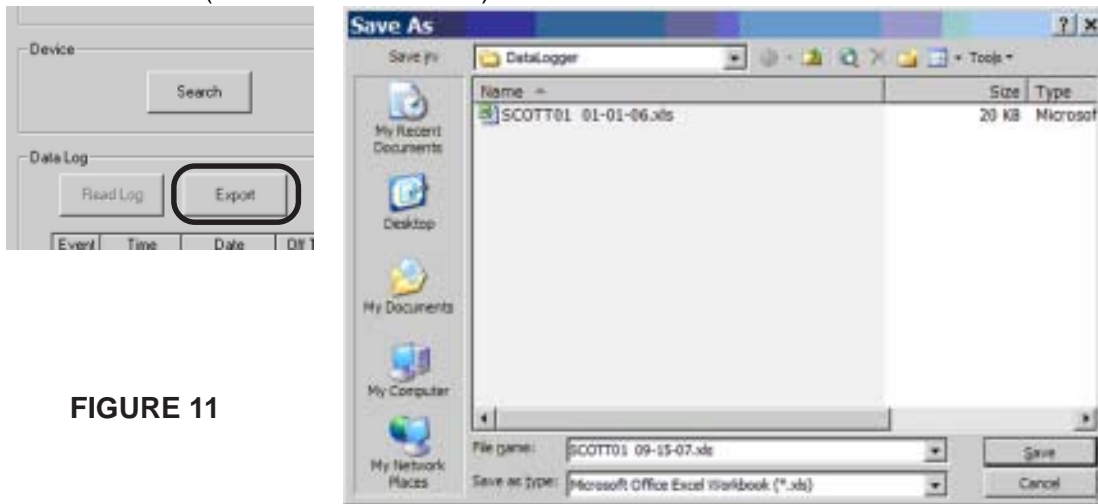 Device
Search
Data Log
Read Log
Export
Event Time Date Off T
FIGURE 11
Save As
Save in:
DataLogger
Tools
Name
Size
Type
SCOTT01 01-01-06.xls
20 KB
Microsof
My Recent
Documents
Desktop
My Documents
My Computer
My Network
Places
File name:
SCOTT01 09-15-07.xls
Save
Save as type:
Microsoft Office Excel Workbook (*.xls)
Cancel